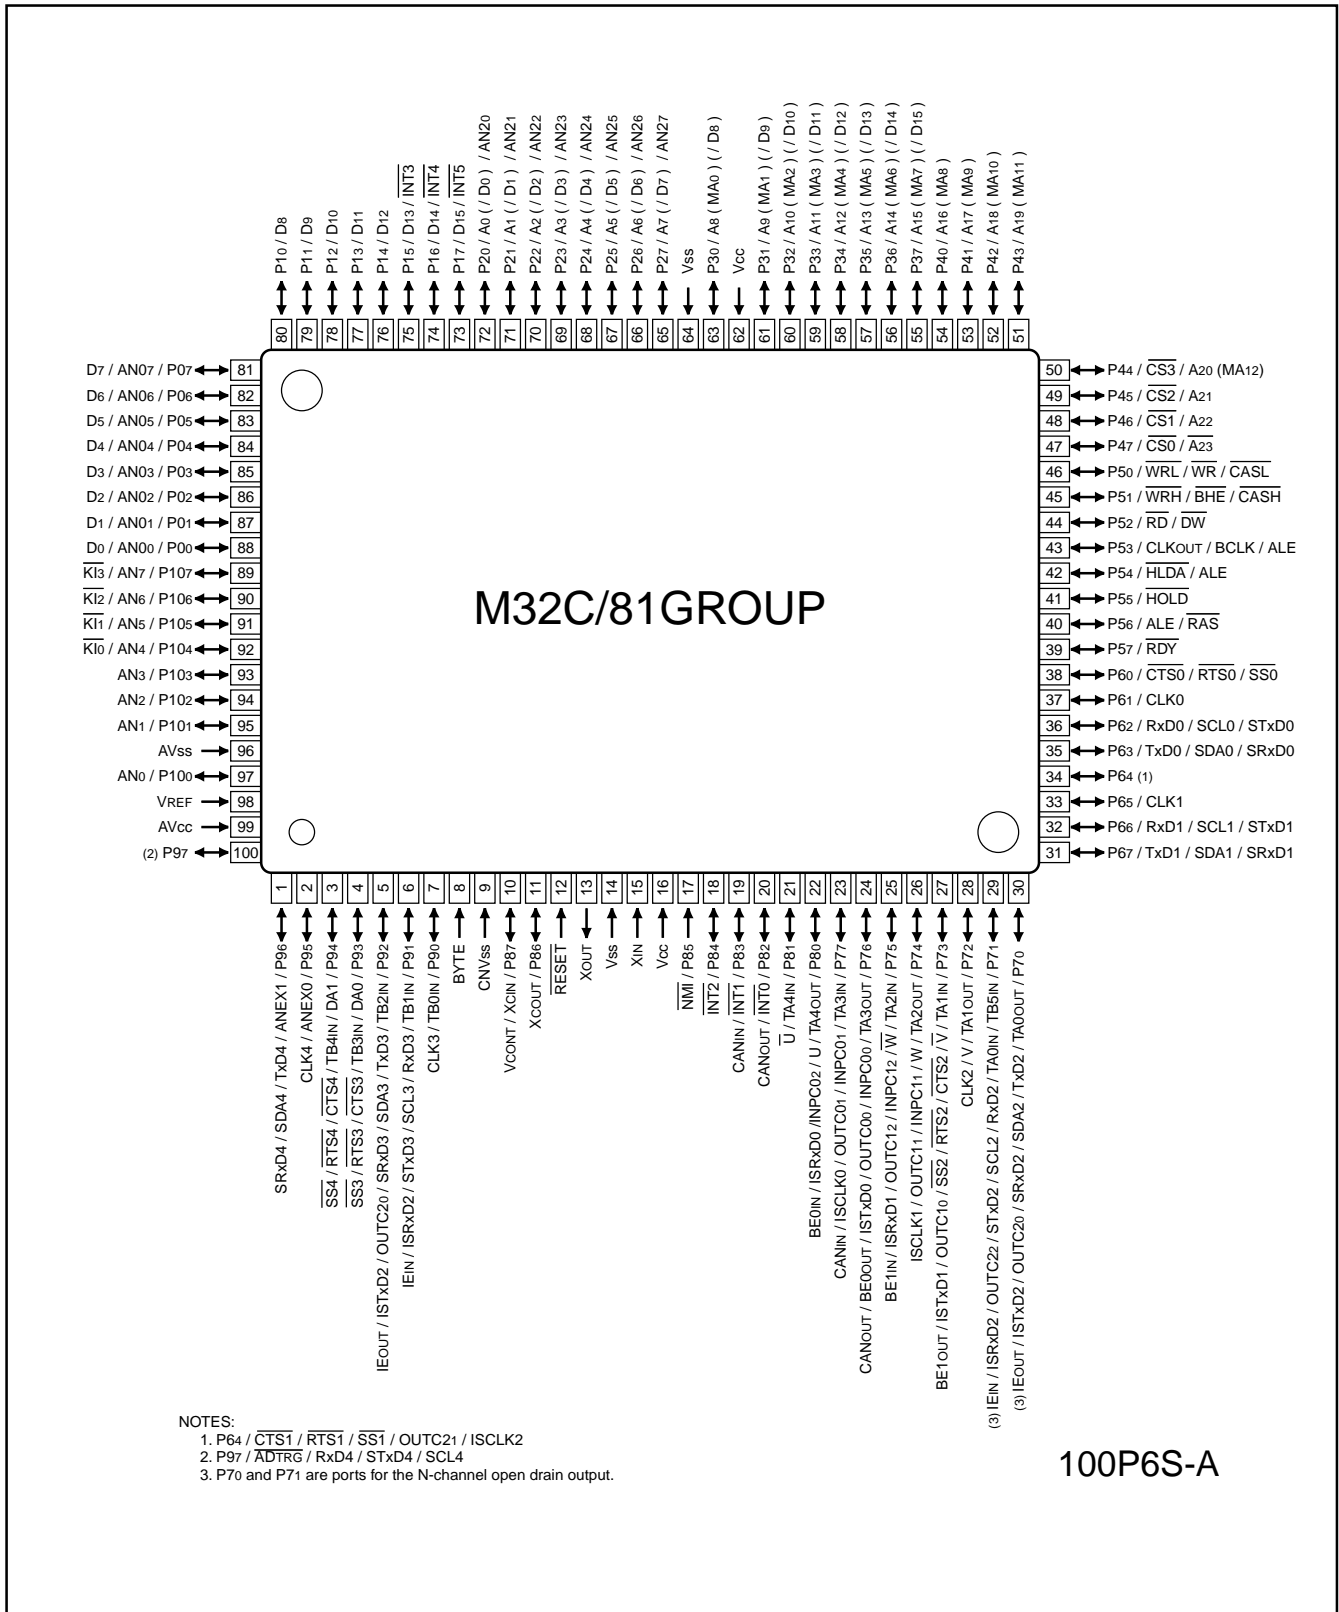 P10 / D8
P11 / D9
P12 / D10
P13 / D11
P14 / D12
P15 / D13 / INT3
P16 / D14 / INT4
P17 / D15 / INT5
P20 / A0 ( / D0 ) / AN20
P21 / A1 ( / D1 ) / AN21
P22 / A2 ( / D2 ) / AN22
P23 / A3 ( / D3 ) / AN23
P24 / A4 ( / D4 ) / AN24
P25 / A5 ( / D5 ) / AN25
P26 / A6 ( / D6 ) / AN26
P27 / A7 ( / D7 ) / AN27
Vss
P30 / A8 ( MA0 ) ( / D8 )
Vcc
P31 / A9 ( MA1 ) ( / D9 )
P32 / A10 ( MA2 ) ( / D10 )
P33 / A11 ( MA3 ) ( / D11 )
P34 / A12 ( MA4 ) ( / D12 )
P35 / A13 ( MA5 ) ( / D13 )
P36 / A14 ( MA6 ) ( / D14 )
P37 / A15 ( MA7 ) ( / D15 )
P40 / A16 ( MA8 )
P41 / A17 ( MA9 )
P42 / A18 ( MA10 )
P43 / A19 ( MA11 )
80 79 78 77 76 75 74 73 72 71 70 69 68 67 66 65 64 63 62 61 60 59 58 57 56 55 54 53 52 51
D7 / AN07 / P07 81
D6 / AN06 / P06 82
D5 / AN05 / P05 83
D4 / AN04 / P04 84
D3 / AN03 / P03 85
D2 / AN02 / P02 86
D1 / AN01 / P01 87
D0 / AN00 / P00 88
KI3 / AN7 / P107 89
KI2 / AN6 / P106 90
KI1 / AN5 / P105 91
KI0 / AN4 / P104 92
AN3 / P103 93
AN2 / P102 94
AN1 / P101 95
AVss 96
AN0 / P100 97
VREF 98
AVcc 99
(2) P97 100
M32C/81GROUP
50 P44 / CS3 / A20 (MA12)
49 P45 / CS2 / A21
48 P46 / CS1 / A22
47 P47 / CS0 / A23
46 P50 / WRL / WR / CASL
45 P51 / WRH / BHE / CASH
44 P52 / RD / DW
43 P53 / CLKOUT / BCLK / ALE
42 P54 / HLDA / ALE
41 P55 / HOLD
40 P56 / ALE / RAS
39 P57 / RDY
38 P60 / CTS0 / RTS0 / SS0
37 P61 / CLK0
36 P62 / RxD0 / SCL0 / STxD0
35 P63 / TxD0 / SDA0 / SRxD0
34 P64 (1)
33 P65 / CLK1
32 P66 / RxD1 / SCL1 / STxD1
31 P67 / TxD1 / SDA1 / SRxD1
1 2 3 4 5 6 7 8 9 10 11 12 13 14 15 16 17 18 19 20 21 22 23 24 25 26 27 28 29 30
SRxD4 / SDA4 / TxD4 / ANEX1 / P96
CLK4 / ANEX0 / P95
SS4 / RTS4 / CTS4 / TB4IN / DA1 / P94
SS3 / RTS3 / CTS3 / TB3IN / DA0 / P93
IEOUT / ISTxD2 / OUTC20 / SRxD3 / SDA3 / TxD3 / TB2IN / P92
IEIN / ISRxD2 / STxD3 / SCL3 / RxD3 / TB1IN / P91
CLK3 / TB0IN / P90
BYTE
CNVss
VCONT / XCIN / P87
XCOUT / P86
RESET
XOUT
Vss
XIN
Vcc
NMI / P85
INT2 / P84
CANIN / INT1 / P83
CANOUT / INT0 / P82
U / TA4IN / P81
BE0IN / ISRxD0 /INPC02 / U / TA4OUT / P80
CANIN / ISCLK0 / OUTC01 / INPC01 / TA3IN / P77
CANOUT / BE0OUT / ISTxD0 / OUTC00 / INPC00 / TA3OUT / P76
BE1IN / ISRxD1 / OUTC12 / INPC12 / W / TA2IN / P75
ISCLK1 / OUTC11 / INPC11 / W / TA2OUT / P74
BE1OUT / ISTxD1 / OUTC10 / SS2 / RTS2 / CTS2 / V / TA1IN / P73
CLK2 / V / TA1OUT / P72
(3) IEIN / ISRxD2 / OUTC22 / STxD2 / SCL2 / RxD2 / TA0IN / TB5IN / P71
(3) IEOUT / ISTxD2 / OUTC20 / SRxD2 / SDA2 / TxD2 / TA0OUT / P70
NOTES:
1. P64 / CTS1 / RTS1 / SS1 / OUTC21 / ISCLK2
2. P97 / ADTRG / RxD4 / STxD4 / SCL4
3. P70 and P71 are ports for the N-channel open drain output.
100P6S-A